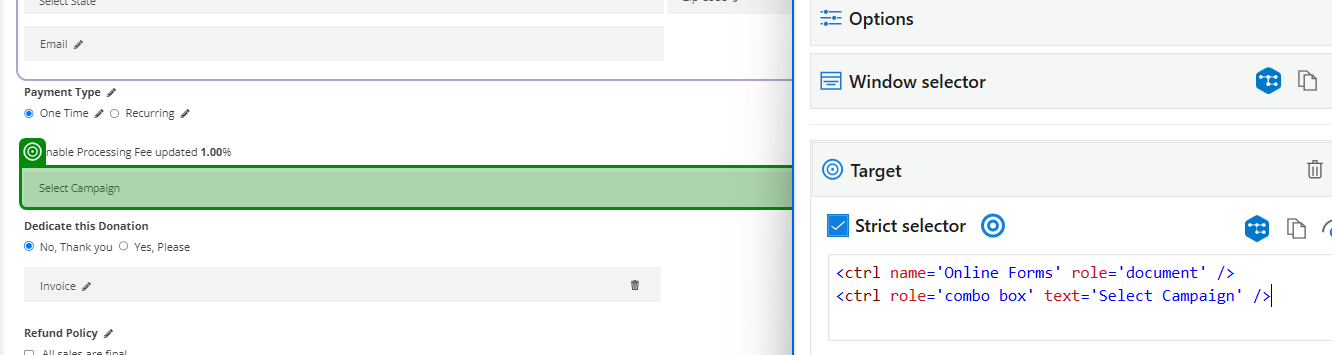 Select State
Email
Payment Type
One Time Recurring
nable Processing Fee updated 1.00%
Select Campaign
Dedicate this Donation
No, Thank you Yes, Please
Invoice
Refund Policy
All sales are final
Options
Window selector
Target
Strict selector
<ctrl name='Online Forms' role='document' />
<ctrl role='combo box' text='Select Campaign' />